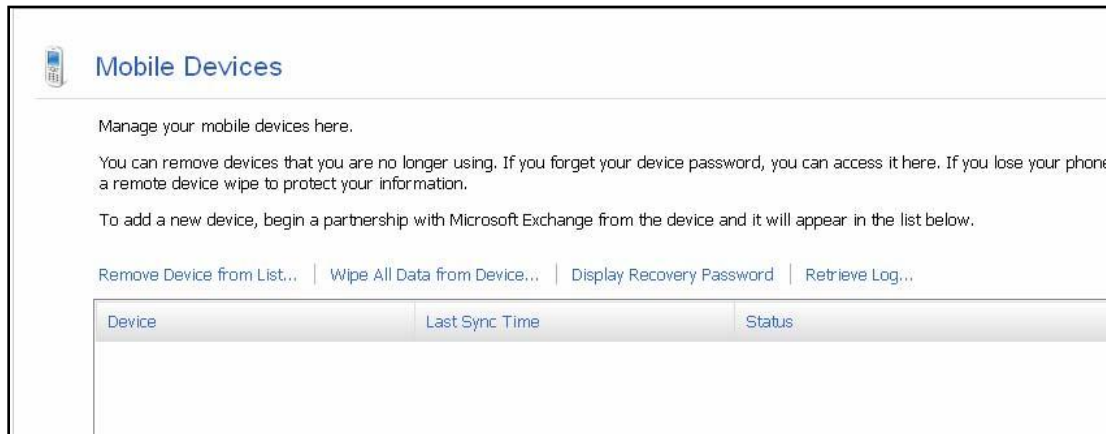 Mobile Devices
Manage your mobile devices here.
You can remove devices that you are no longer using. If you forget your device password, you can access it here. If you lose your phone
a remote device wipe to protect your information.
To add a new device, begin a partnership with Microsoft Exchange from the device and it will appear in the list below.
Remove Device from List... | Wipe All Data from Device... | Display Recovery Password | Retrieve Log...
Device Last Sync Time Status